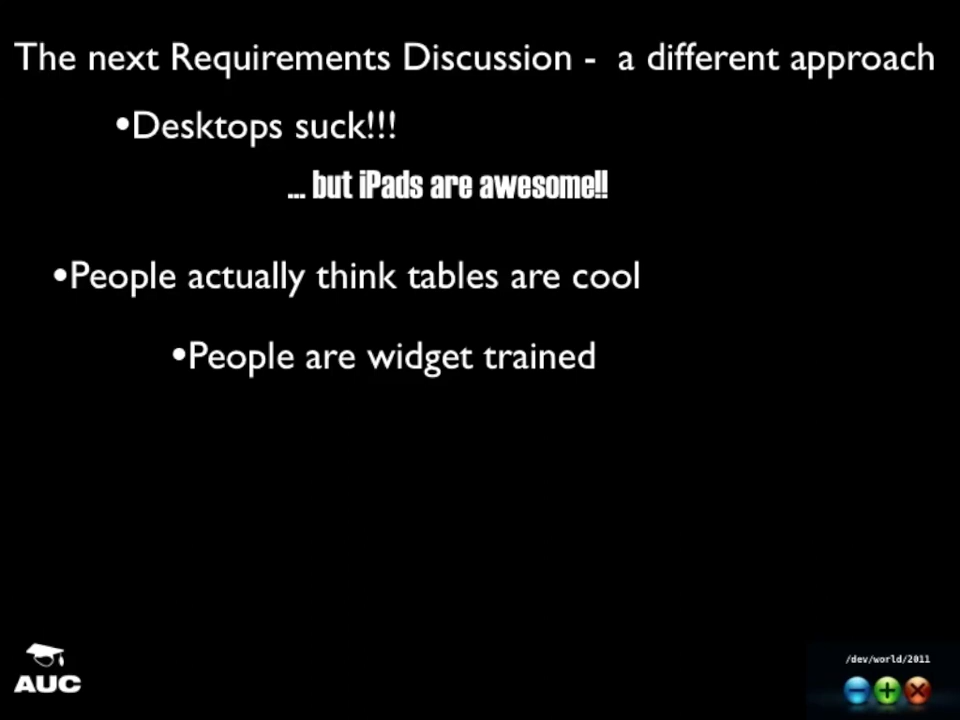 The next Requirements Discussion - a different approach
•Desktops suck!!!
... but iPads are awesome!!
•People actually think tables are cool
•People are widget trained
AUC
/dev/world/2011